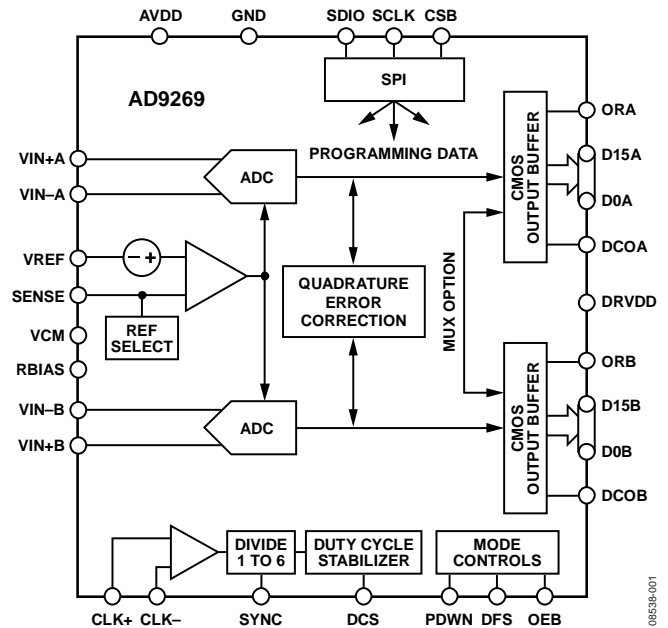 AVDD GND SDIO SCLK CSB
SPI
AD9269
ORA
PROGRAMMING DATA
VIN+A
ADC
CMOS
OUTPUT BUFFER
D15A
VIN–A
D0A
VREF
– +
DCOA
SENSE
QUADRATURE
ERROR
CORRECTION
MUX OPTION
REF
SELECT
DRVDD
VCM
RBIAS
ORB
VIN–B
ADC
CMOS
OUTPUT BUFFER
D15B
VIN+B
D0B
DCOB
DIVIDE
1 TO 6
DUTY CYCLE
STABILIZER
MODE
CONTROLS
CLK+ CLK– SYNC DCS PDWN DFS OEB
08538-001